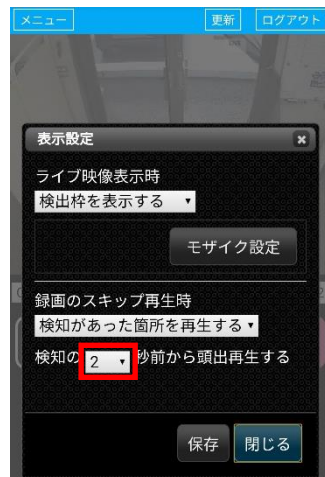 メニュー 更新 ログアウト
表示設定
ライブ映像表示時
検出枠を表示する
モザイク設定
録画のスキップ再生時
検知があった箇所を再生する
検知の 2 秒前から頭出再生する
保存 閉じる